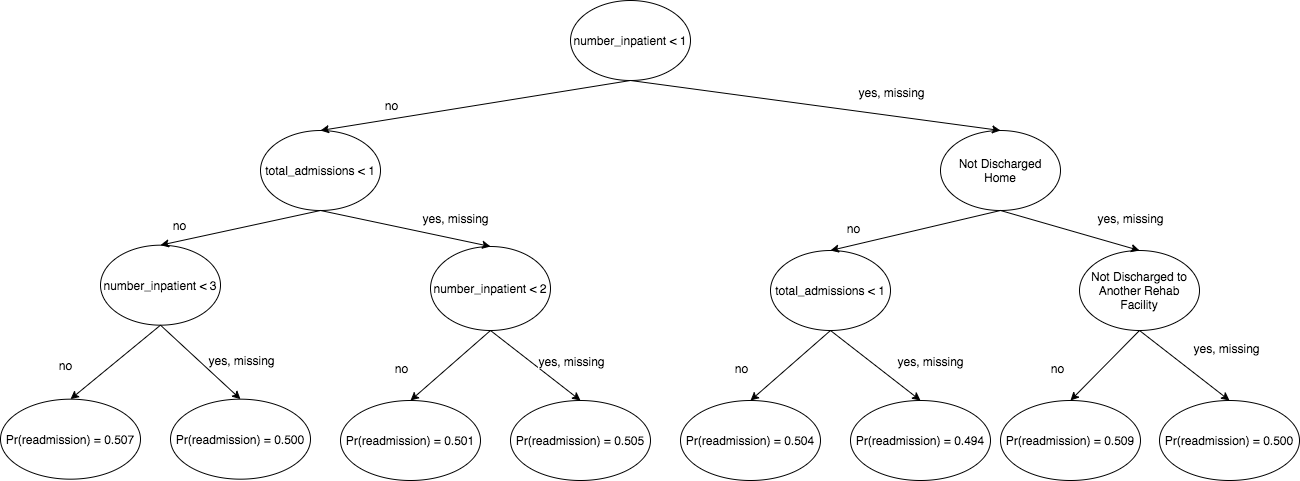 number_inpatient < 1
no
yes, missing
total_admissions < 1
Not Discharged
Home
no
yes, missing
no
yes, missing
number_inpatient < 3
number_inpatient < 2
total_admissions < 1
Not Discharged to
Another Rehab
Facility
no
yes, missing
no
yes, missing
no
yes, missing
no
yes, missing
Pr(readmission) = 0.507
Pr(readmission) = 0.500
Pr(readmission) = 0.501
Pr(readmission) = 0.505
Pr(readmission) = 0.504
Pr(readmission) = 0.494
Pr(readmission) = 0.509
Pr(readmission) = 0.500